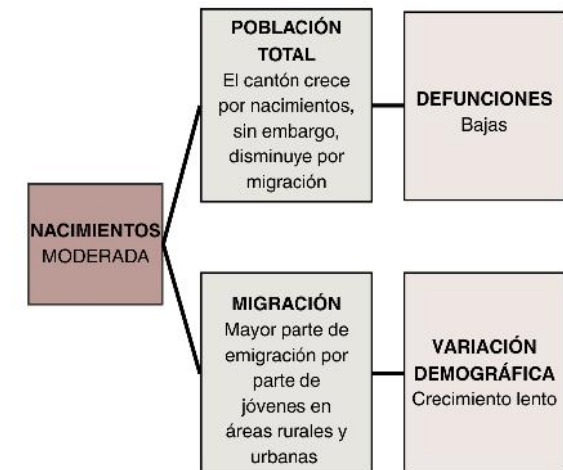 NACIMIENTOS
MODERADA
POBLACIÓN
TOTAL
El cantón crece
por nacimientos,
sin embargo,
disminuye por
migración
DEFUNCIONES
Bajas
MIGRACIÓN
Mayor parte de
emigración por
parte de
jóvenes en
áreas rurales y
urbanas
VARIACIÓN
DEMOGRÁFICA
Crecimiento lento